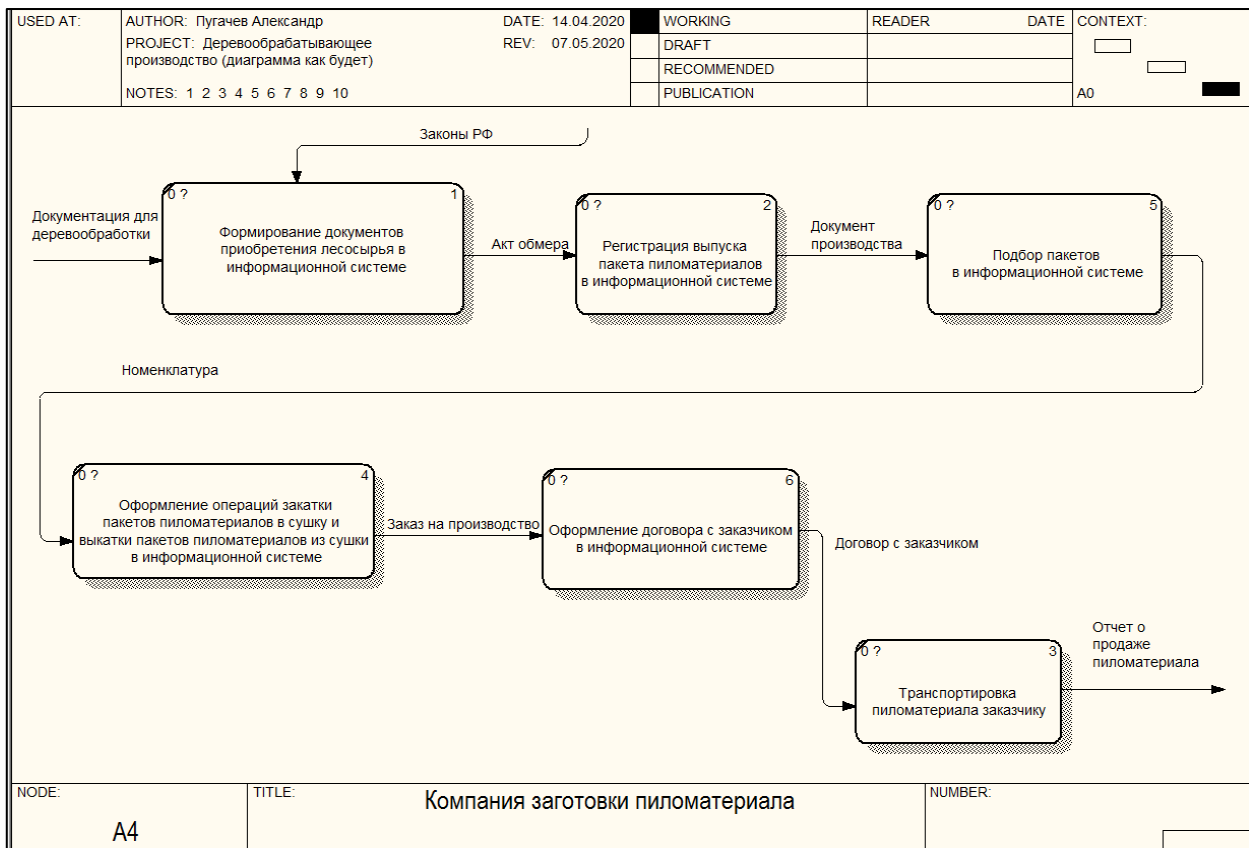 USED AT:
AUTHOR: Пугачев Александр
DATE: 14.04.2020
PROJECT: Деревообрабатывающее
производство (диаграмма как будет)
REV: 07.05.2020
NOTES: 1 2 3 4 5 6 7 8 9 10
WORKING
DRAFT
RECOMMENDED
PUBLICATION
READER
DATE
CONTEXT:
A0
Законы РФ
Документация для
деревообработки
0 ?
1
Формирование документов
приобретения лесосырья в
информационной системе
Акт обмера
0 ?
2
Регистрация выпуска
пакета пиломатериалов
в информационной системе
Документ
производства
0 ?
5
Подбор пакетов
в информационной системе
Номенклатура
0 ?
4
Оформление операций закатки
пакетов пиломатериалов в сушку и
выкатки пакетов пиломатериалов из сушки
в информационной системе
Заказ на производство
0 ?
6
Оформление договора с заказчиком
в информационной системе
Договор с заказчиком
0 ?
3
Транспортировка
пиломатериала заказчику
Отчет о
продаже
пиломатериала
NODE:
A4
TITLE:
Компания заготовки пиломатериала
NUMBER: